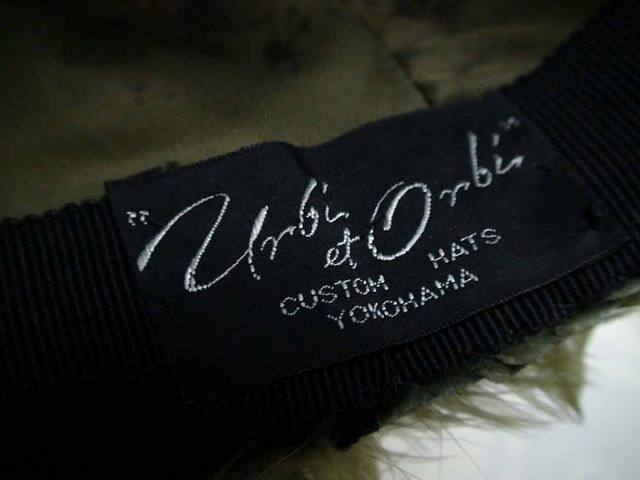 "Urbi et Orbi"
CUSTOM HATS
YOKOHAMA